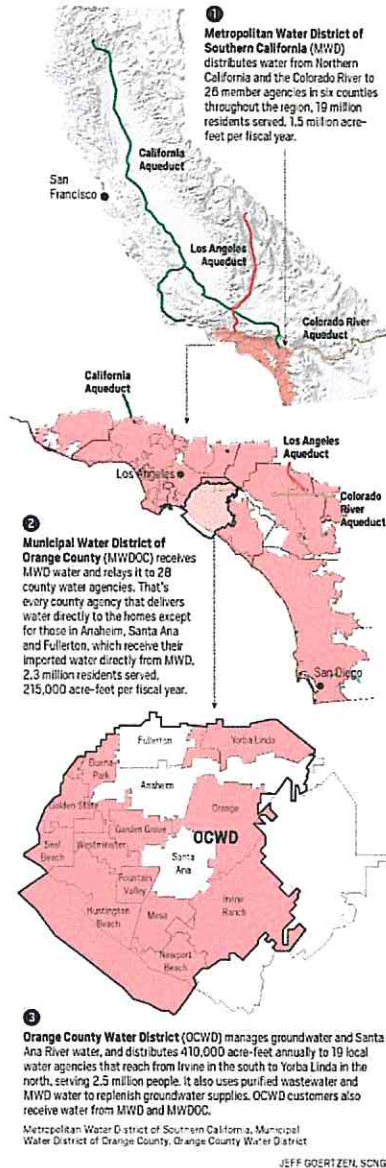 1
Metropolitan Water District of
Southern California (MWD)
distributes water from Northern
California and the Colorado River to
26 member agencies in six counties
throughout the region, 19 million
residents served, 1.5 million acre-
feet per fiscal year.
California
Aqueduct
San
Francisco
Los Angeles
Aqueduct
Colorado River
Aqueduct
California
Aqueduct
Los Angeles
Aqueduct
Los Angeles
Colorado
River
Aqueduct
2
Municipal Water District of
Orange County (MWDOC) receives
MWD water and relays it to 28
county water agencies. That's
every county agency that delivers
water directly to the homes except
for those in Anaheim, Santa Ana
and Fullerton, which receive their
imported water directly from MWD.
2.3 million residents served,
215,000 acre-feet per fiscal year.
San Diego
Fullerton
Yorba Linda
Buena
Park
Anaheim
Golden State
Orange
Garden Grove
OCWD
Seal
Beach
Westminster
Santa
Ana
Fountain
Valley
Huntington
Beach
Mesa
Irvine
Ranch
Newport
Beach
3
Orange County Water District (OCWD) manages groundwater and Santa
Ana River water, and distributes 410,000 acre-feet annually to 19 local
water agencies that reach from Irvine in the south to Yorba Linda in the
north, serving 2.5 million people. It also uses purified wastewater and
MWD water to replenish groundwater supplies. OCWD customers also
receive water from MWD and MWDOC.
Metropolitan Water District of Southern California, Municipal
Water District of Orange County, Orange County Water District
JEFF GOERTZEN, SCNG